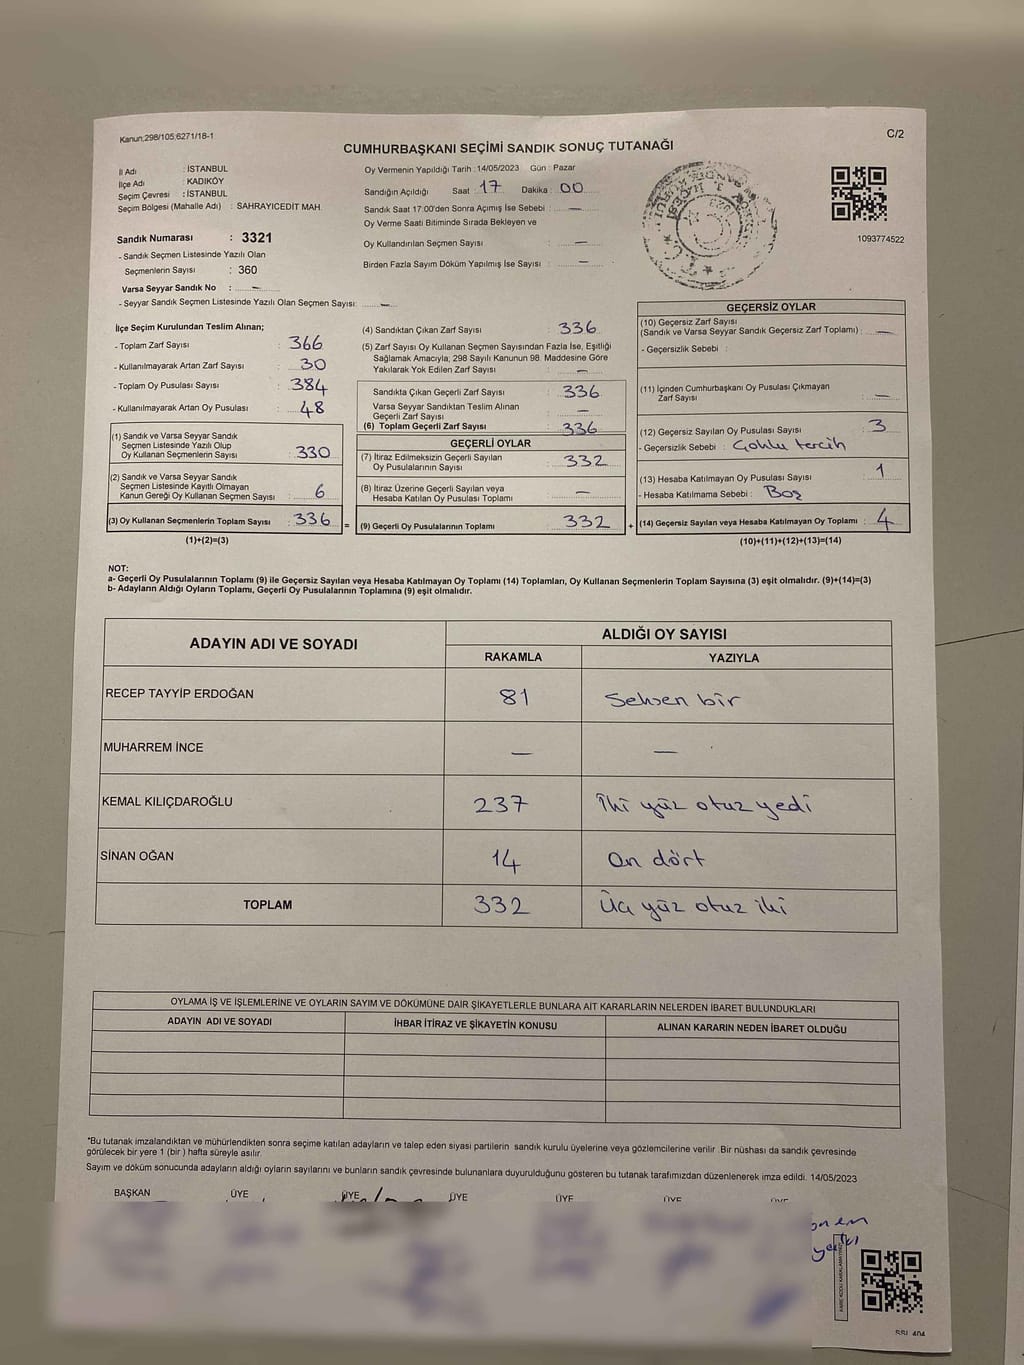 Kanun;298/105;6271/18-1
C/2
CUMHURBAŞKANI SEÇİMİ SANDIK SONUÇ TUTANAĞI
İl Adı : İSTANBUL
İlçe Adı : KADIKÖY
Seçim Çevresi : İSTANBUL
Seçim Bölgesi (Mahalle Adı) : SAHRAYICEDİT MAH.
Sandık Numarası : 3321
- Sandık Seçmen Listesinde Yazılı Olan
Seçmenlerin Sayısı : 360
Varsa Seyyar Sandık No : —
- Seyyar Sandık Seçmen Listesinde Yazılı Olan Seçmen Sayısı: —
Oy Vermenin Yapıldığı Tarih : 14/05/2023 Gün : Pazar
Sandığın Açıldığı Saat : 17 Dakika : 00
Sandık Saat 17:00'den Sonra Açımış İse Sebebi : —
Oy Verme Saati Bitiminde Sırada Bekleyen ve
Oy Kullandırılan Seçmen Sayısı : —
Birden Fazla Sayım Döküm Yapılmış İse Sayısı : —
1093774522
İlçe Seçim Kurulundan Teslim Alınan;
- Toplam Zarf Sayısı : 366
- Kullanılmayarak Artan Zarf Sayısı : 30
- Toplam Oy Pusulası Sayısı : 384
- Kullanılmayarak Artan Oy Pusulası : 48
(1) Sandık ve Varsa Seyyar Sandık
Seçmen Listesinde Yazılı Olup
Oy Kullanan Seçmenlerin Sayısı : 330
(2) Sandık ve Varsa Seyyar Sandık
Seçmen Listesinde Kayıtlı Olmayan
Kanun Gereği Oy Kullanan Seçmen Sayısı : 6
(3) Oy Kullanan Seçmenlerin Toplam Sayısı : 336 =
(1)+(2)=(3)
(4) Sandıktan Çıkan Zarf Sayısı : 336
(5) Zarf Sayısı Oy Kullanan Seçmen Sayısından Fazla İse, Eşitliği
Sağlamak Amacıyla; 298 Sayılı Kanunun 98. Maddesine Göre
Yakılarak Yok Edilen Zarf Sayısı : —
Sandıkta Çıkan Geçerli Zarf Sayısı : 336
Varsa Seyyar Sandıktan Teslim Alınan
Geçerli Zarf Sayısı : —
(6) Toplam Geçerli Zarf Sayısı : 336
GEÇERLİ OYLAR
(7) İtiraz Edilmeksizin Geçerli Sayılan
Oy Pusulalarının Sayısı : 332
(8) İtiraz Üzerine Geçerli Sayılan veya
Hesaba Katılan Oy Pusulası Toplamı : —
(9) Geçerli Oy Pusulalarının Toplamı : 332 +
GEÇERSİZ OYLAR
(10) Geçersiz Zarf Sayısı
(Sandık ve Varsa Seyyar Sandık Geçersiz Zarf Toplamı) : —
- Geçersizlik Sebebi :
(11) İçinden Cumhurbaşkanı Oy Pusulası Çıkmayan
Zarf Sayısı : —
(12) Geçersiz Sayılan Oy Pusulası Sayısı : 3
- Geçersizlik Sebebi : Çoklu tercih
(13) Hesaba Katılmayan Oy Pusulası Sayısı : 1
- Hesaba Katılmama Sebebi : Boş
(14) Geçersiz Sayılan veya Hesaba Katılmayan Oy Toplamı : 4
(10)+(11)+(12)+(13)=(14)
NOT:
a- Geçerli Oy Pusulalarının Toplamı (9) ile Geçersiz Sayılan veya Hesaba Katılmayan Oy Toplamı (14) Toplamları, Oy Kullanan Seçmenlerin Toplam Sayısına (3) eşit olmalıdır. (9)+(14)=(3)
b- Adayların Aldığı Oyların Toplamı, Geçerli Oy Pusulalarının Toplamına (9) eşit olmalıdır.
ADAYIN ADI VE SOYADI ALDIĞI OY SAYISI
RAKAMLA YAZIYLA
RECEP TAYYİP ERDOĞAN 81 Seksen bir
MUHARREM İNCE — —
KEMAL KILIÇDAROĞLU 237 İki yüz otuz yedi
SİNAN OĞAN 14 On dört
TOPLAM 332 Üç yüz otuz iki
OYLAMA İŞ VE İŞLEMLERİNE VE OYLARIN SAYIM VE DÖKÜMÜNE DAİR ŞİKAYETLERLE BUNLARA AİT KARARLARIN NELERDEN İBARET BULUNDUKLARI
ADAYIN ADI VE SOYADI İHBAR İTİRAZ VE ŞİKAYETİN KONUSU ALINAN KARARIN NEDEN İBARET OLDUĞU
*Bu tutanak imzalandıktan ve mühürlendikten sonra seçime katılan adayların ve talep eden siyasi partilerin sandık kurulu üyelerine veya gözlemcilerine verilir. Bir nüshası da sandık çevresinde
görülecek bir yere 1 (bir ) hafta süreyle asılır.
Sayım ve döküm sonucunda adayların aldığı oyların sayılarını ve bunların sandık çevresinde bulunanlara duyurulduğunu gösteren bu tutanak tarafımızdan düzenlenerek imza edildi. 14/05/2023
BAŞKAN ÜYE ÜYE ÜYE ÜYE ÜYE